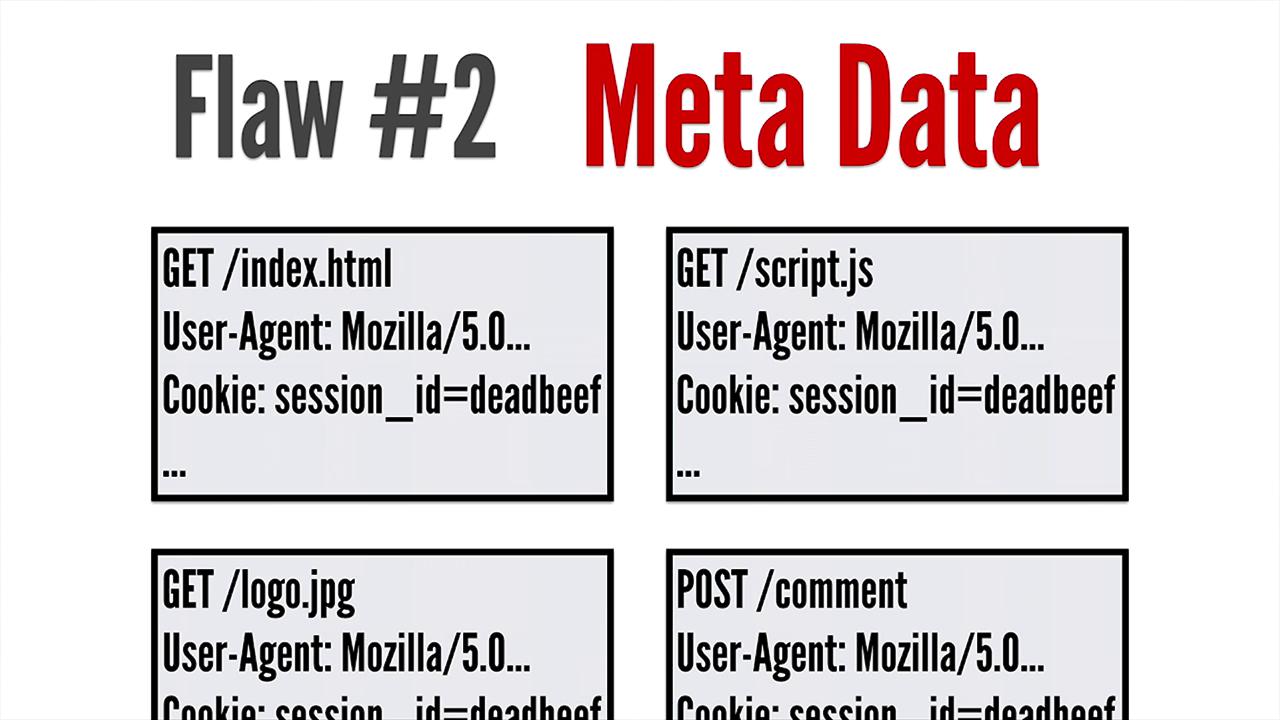 Flaw #2 Meta Data
GET /index.html
User-Agent: Mozilla/5.0...
Cookie: session_id=deadbeef
...
GET /script.js
User-Agent: Mozilla/5.0...
Cookie: session_id=deadbeef
...
GET /logo.jpg
User-Agent: Mozilla/5.0...
Cookie: session_id=deadbeef
POST /comment
User-Agent: Mozilla/5.0...
Cookie: session_id=deadbeef